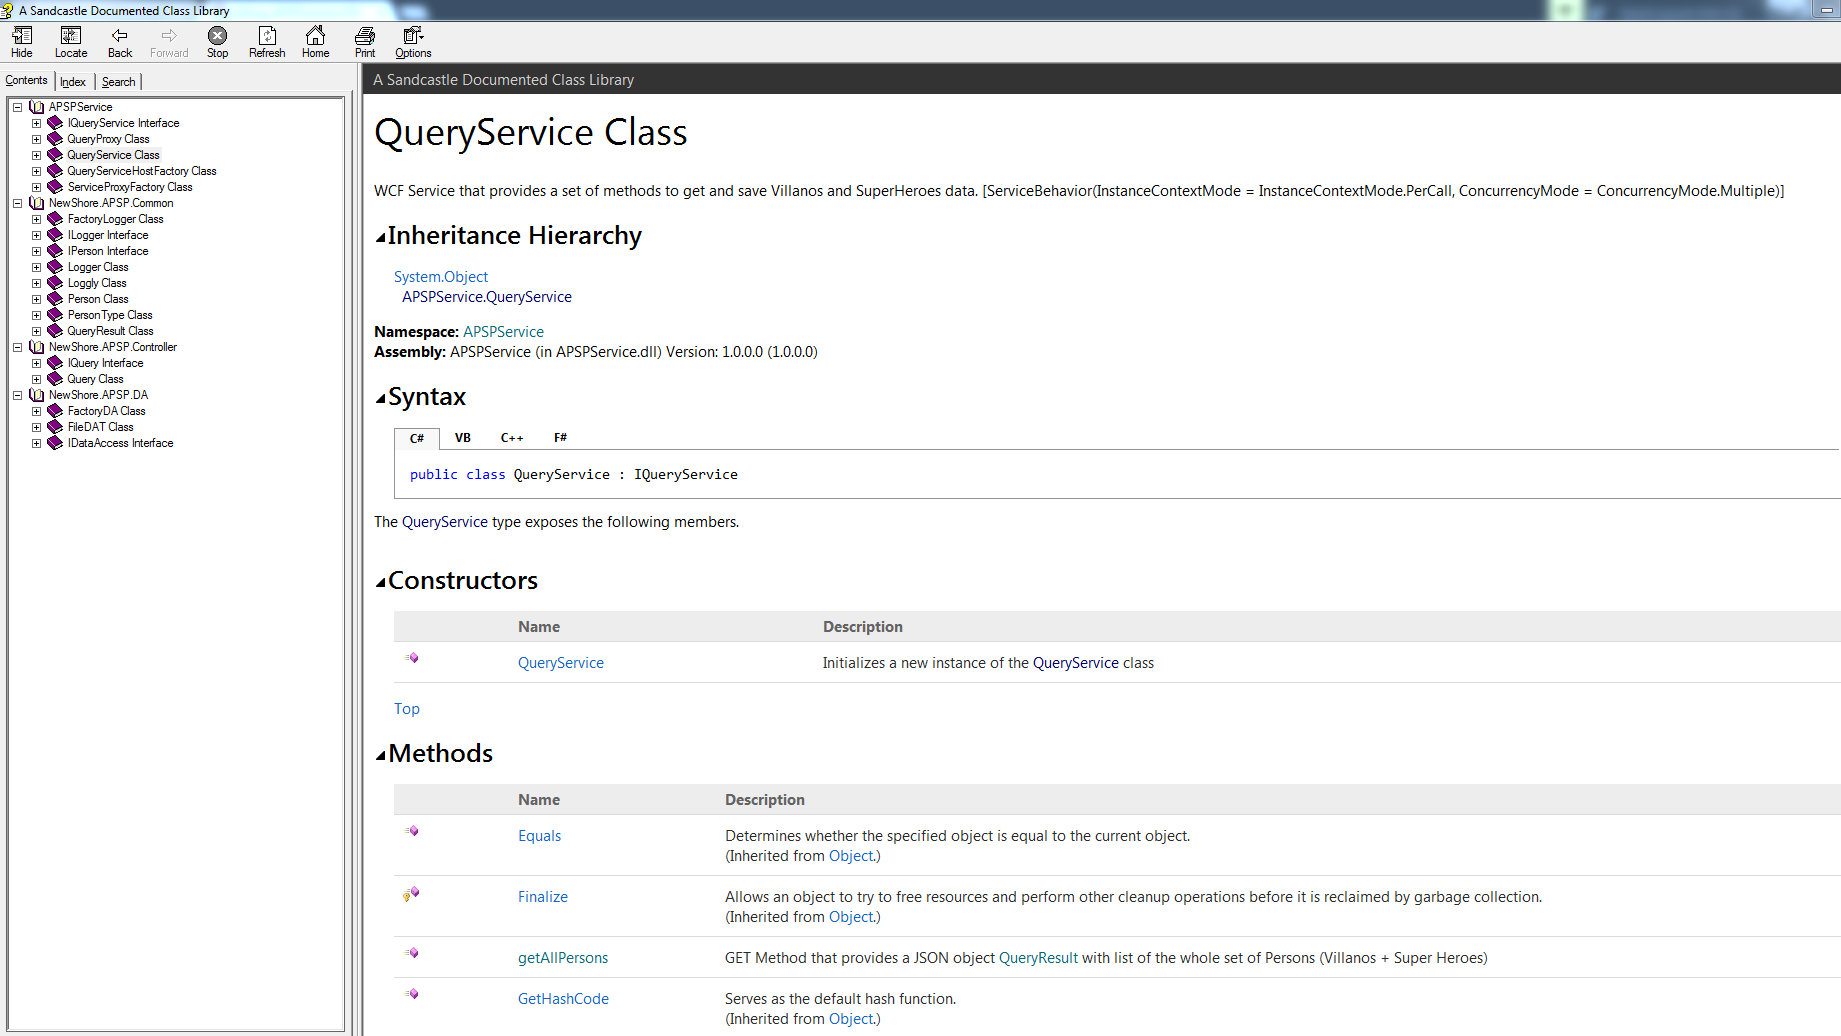 A Sandcastle Documented Class Library
Hide Locate Back Forward Stop Refresh Home Print Options
Contents Index Search
APSPService
IQueryService Interface
QueryProxy Class
QueryService Class
QueryServiceHostFactory Class
ServiceProxyFactory Class
NewShore.APSP.Common
FactoryLogger Class
ILogger Interface
IPerson Interface
Logger Class
Loggly Class
Person Class
PersonType Class
QueryResult Class
NewShore.APSP.Controller
IQuery Interface
Query Class
NewShore.APSP.DA
FactoryDA Class
FileDAT Class
IDataAccess Interface
A Sandcastle Documented Class Library
QueryService Class
WCF Service that provides a set of methods to get and save Villanos and SuperHeroes data. [ServiceBehavior(InstanceContextMode = InstanceContextMode.PerCall, ConcurrencyMode = ConcurrencyMode.Multiple)]
Inheritance Hierarchy
System.Object
APSPService.QueryService
Namespace: APSPService
Assembly: APSPService (in APSPService.dll) Version: 1.0.0.0 (1.0.0.0)
Syntax
C# VB C++ F#
public class QueryService : IQueryService
The QueryService type exposes the following members.
Constructors
Name Description
QueryService Initializes a new instance of the QueryService class
Top
Methods
Name Description
Equals Determines whether the specified object is equal to the current object.
(Inherited from Object.)
Finalize Allows an object to try to free resources and perform other cleanup operations before it is reclaimed by garbage collection.
(Inherited from Object.)
getAllPersons GET Method that provides a JSON object QueryResult with list of the whole set of Persons (Villanos + Super Heroes)
GetHashCode Serves as the default hash function.
(Inherited from Object.)